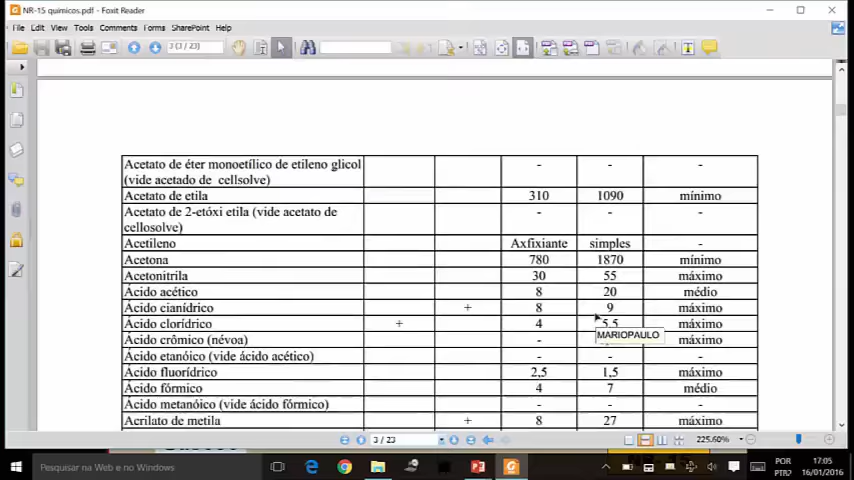 NR-15 quimicos.pdf - Foxit Reader
File Edit View Tools Comments Forms SharePoint Help
3 (3 / 23)
Acetato de éter monoetílico de etileno glicol (vide acetado de cellsolve) - - -
Acetato de etila 310 1090 mínimo
Acetato de 2-etóxi etila (vide acetato de cellosolve) - - -
Acetileno Axfixiante simples -
Acetona 780 1870 mínimo
Acetonitrila 30 55 máximo
Ácido acético 8 20 médio
Ácido cianídrico + 8 9 máximo
Ácido clorídrico + 4 5,5 máximo
MARIOPAULO
Ácido crômico (névoa) - máximo
Ácido etanóico (vide ácido acético) - - -
Ácido fluorídrico 2,5 1,5 máximo
Ácido fórmico 4 7 médio
Ácido metanóico (vide ácido fórmico) - - -
Acrilato de metila + 8 27 máximo
3 / 23 225.60%
Pesquisar na Web e no Windows
POR 17:05
PTB2 16/01/2016